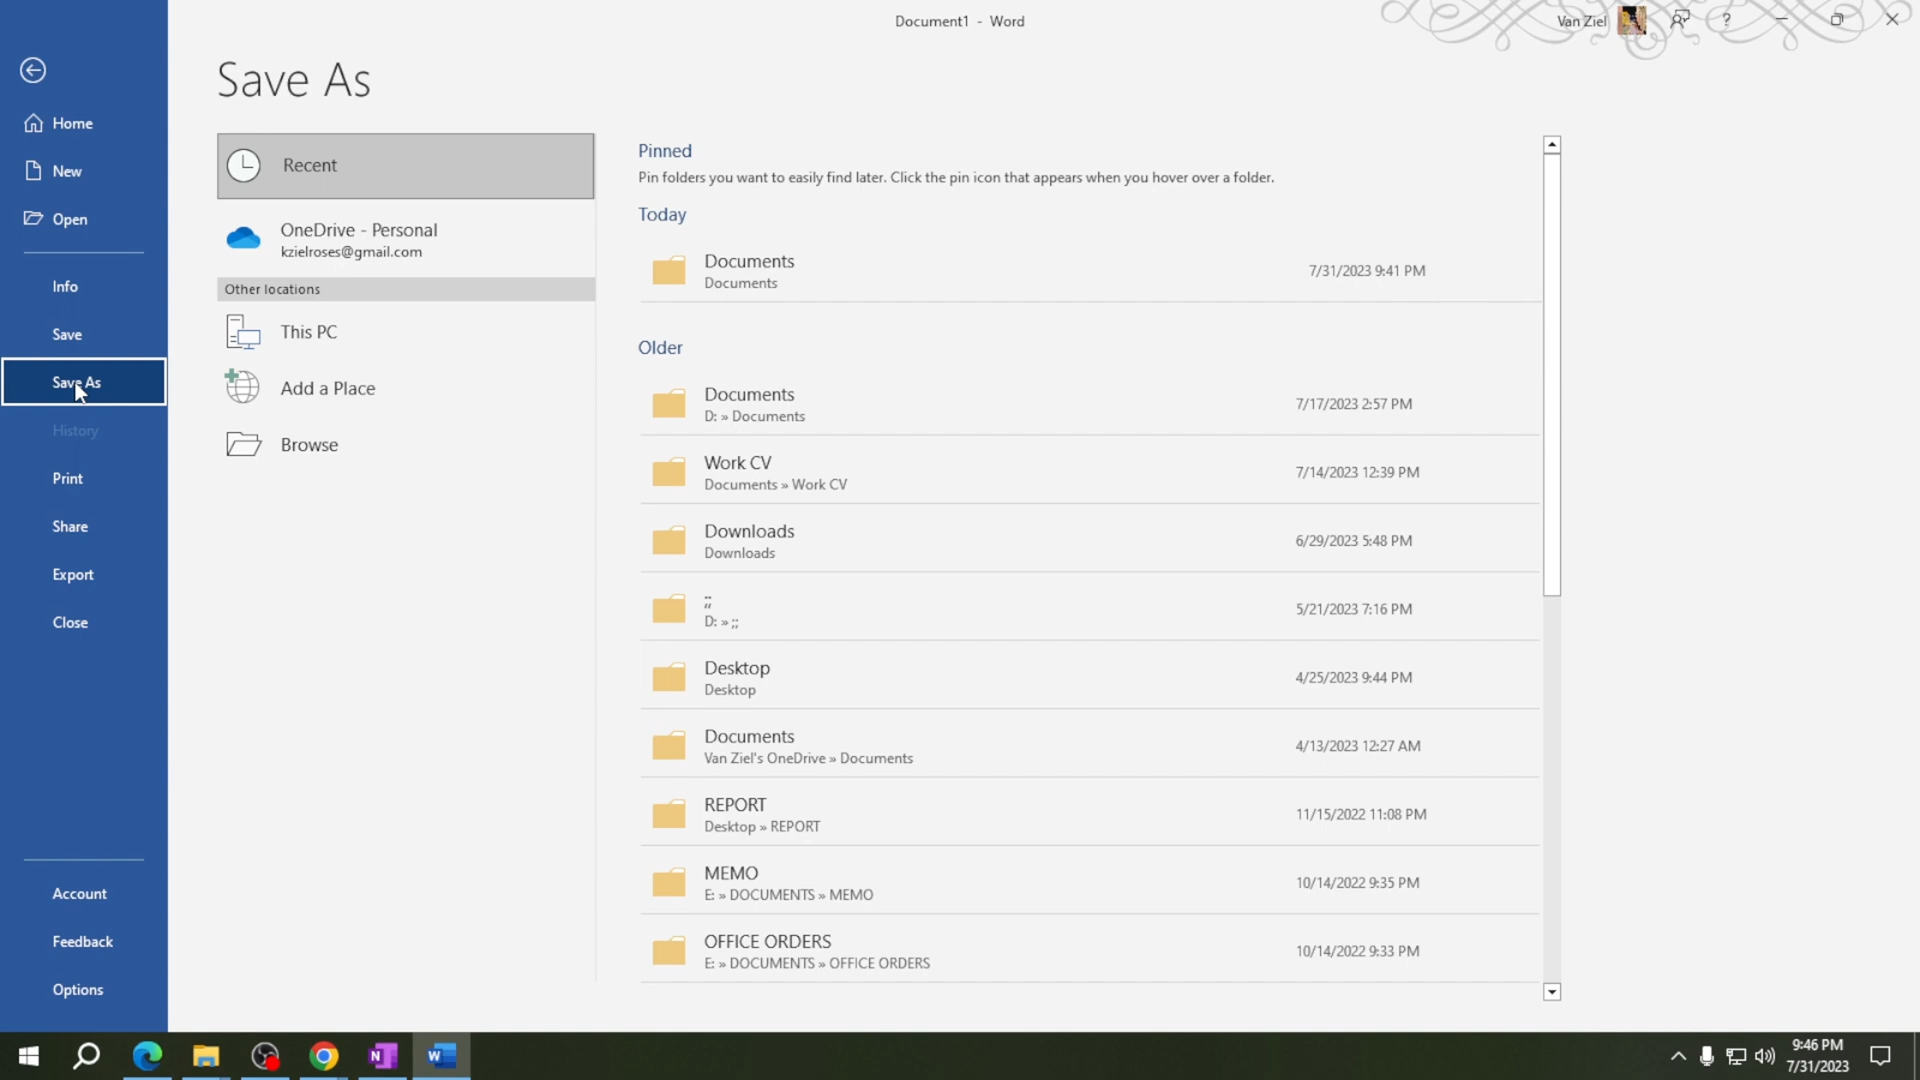 Document1 - Word
Van Ziel
?
Save As
Home
New
Open
Info
Save
Save As
History
Print
Share
Export
Close
Account
Feedback
Options
Recent
OneDrive - Personal
kzielroses@gmail.com
Other locations
This PC
Add a Place
Browse
Pinned
Pin folders you want to easily find later. Click the pin icon that appears when you hover over a folder.
Today
Documents
Documents
7/31/2023 9:41 PM
Older
Documents
D: » Documents
7/17/2023 2:57 PM
Work CV
Documents » Work CV
7/14/2023 12:39 PM
Downloads
Downloads
6/29/2023 5:48 PM
;;
D: » ;;
5/21/2023 7:16 PM
Desktop
Desktop
4/25/2023 9:44 PM
Documents
Van Ziel's OneDrive » Documents
4/13/2023 12:27 AM
REPORT
Desktop » REPORT
11/15/2022 11:08 PM
MEMO
E: » DOCUMENTS » MEMO
10/14/2022 9:35 PM
OFFICE ORDERS
E: » DOCUMENTS » OFFICE ORDERS
10/14/2022 9:33 PM
N
W
9:46 PM
7/31/2023